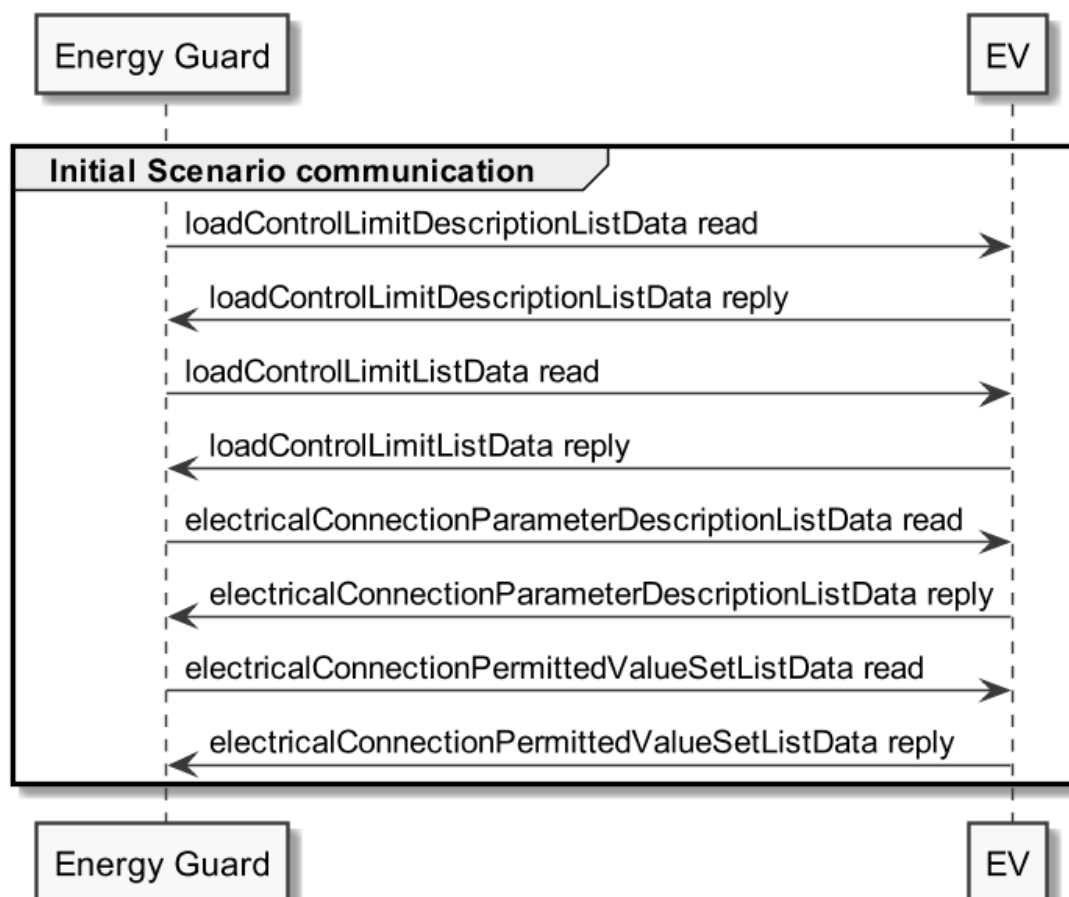 Energy Guard
EV
Initial Scenario communication
loadControlLimitDescriptionListData read
loadControlLimitDescriptionListData reply
loadControlLimitListData read
loadControlLimitListData reply
electricalConnectionParameterDescriptionListData read
electricalConnectionParameterDescriptionListData reply
electricalConnectionPermittedValueSetListData read
electricalConnectionPermittedValueSetListData reply
Energy Guard
EV